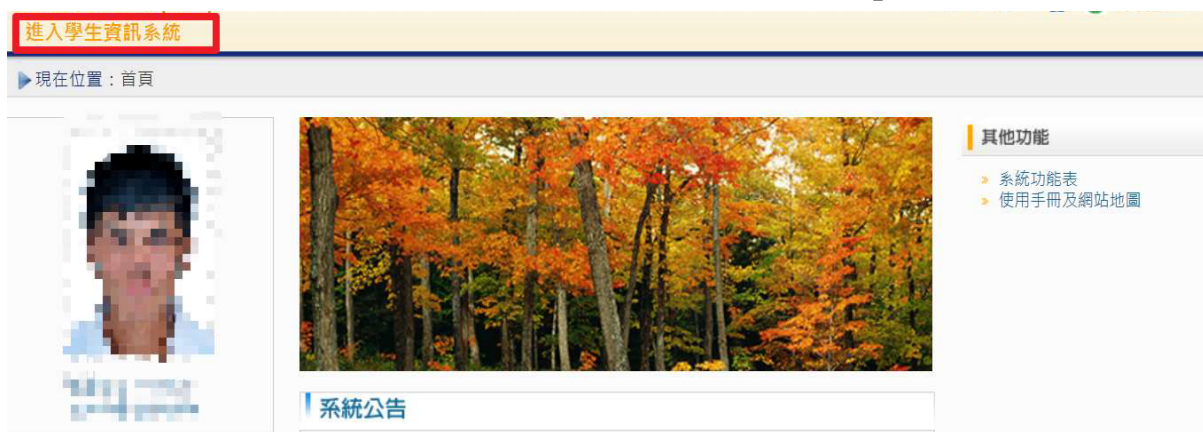 進入學生資訊系統
現在位置：首頁
其他功能
系統功能表
使用手冊及網站地圖
系統公告